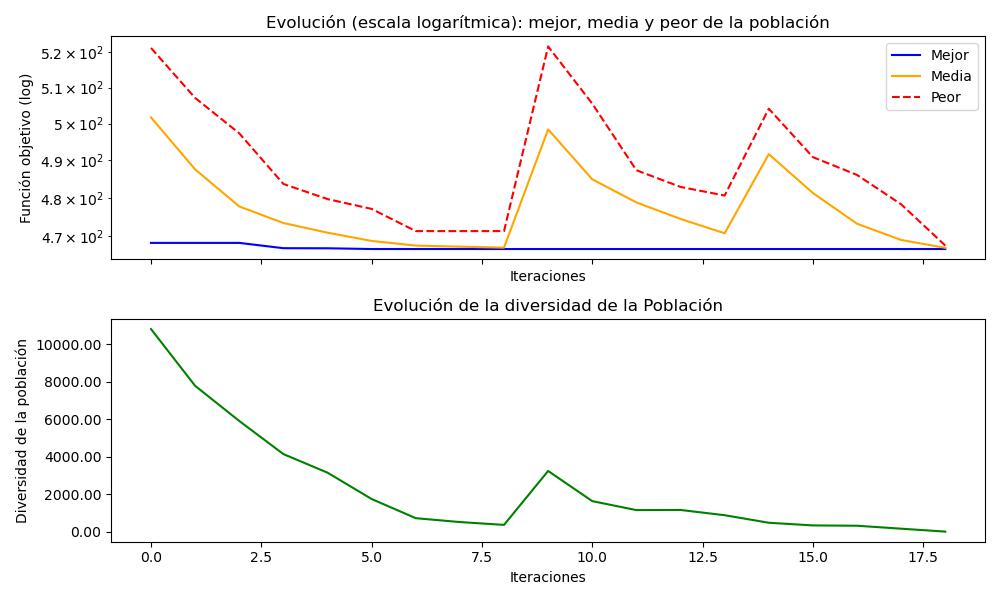 Evolución (escala logarítmica): mejor, media y peor de la población
Función objetivo (log)
5.2 × 10²
5.1 × 10²
5 × 10²
4.9 × 10²
4.8 × 10²
4.7 × 10²
Mejor
Media
Peor
Iteraciones
Evolución de la diversidad de la Población
Diversidad de la población
10000.00
8000.00
6000.00
4000.00
2000.00
0.00
0.0 2.5 5.0 7.5 10.0 12.5 15.0 17.5
Iteraciones